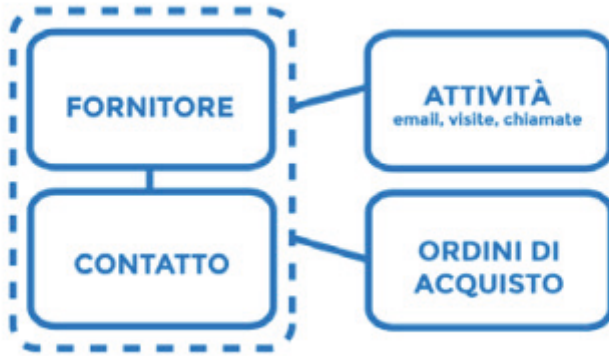 FORNITORE
CONTATTO
ATTIVITÀ
email, visite, chiamate
ORDINI DI
ACQUISTO